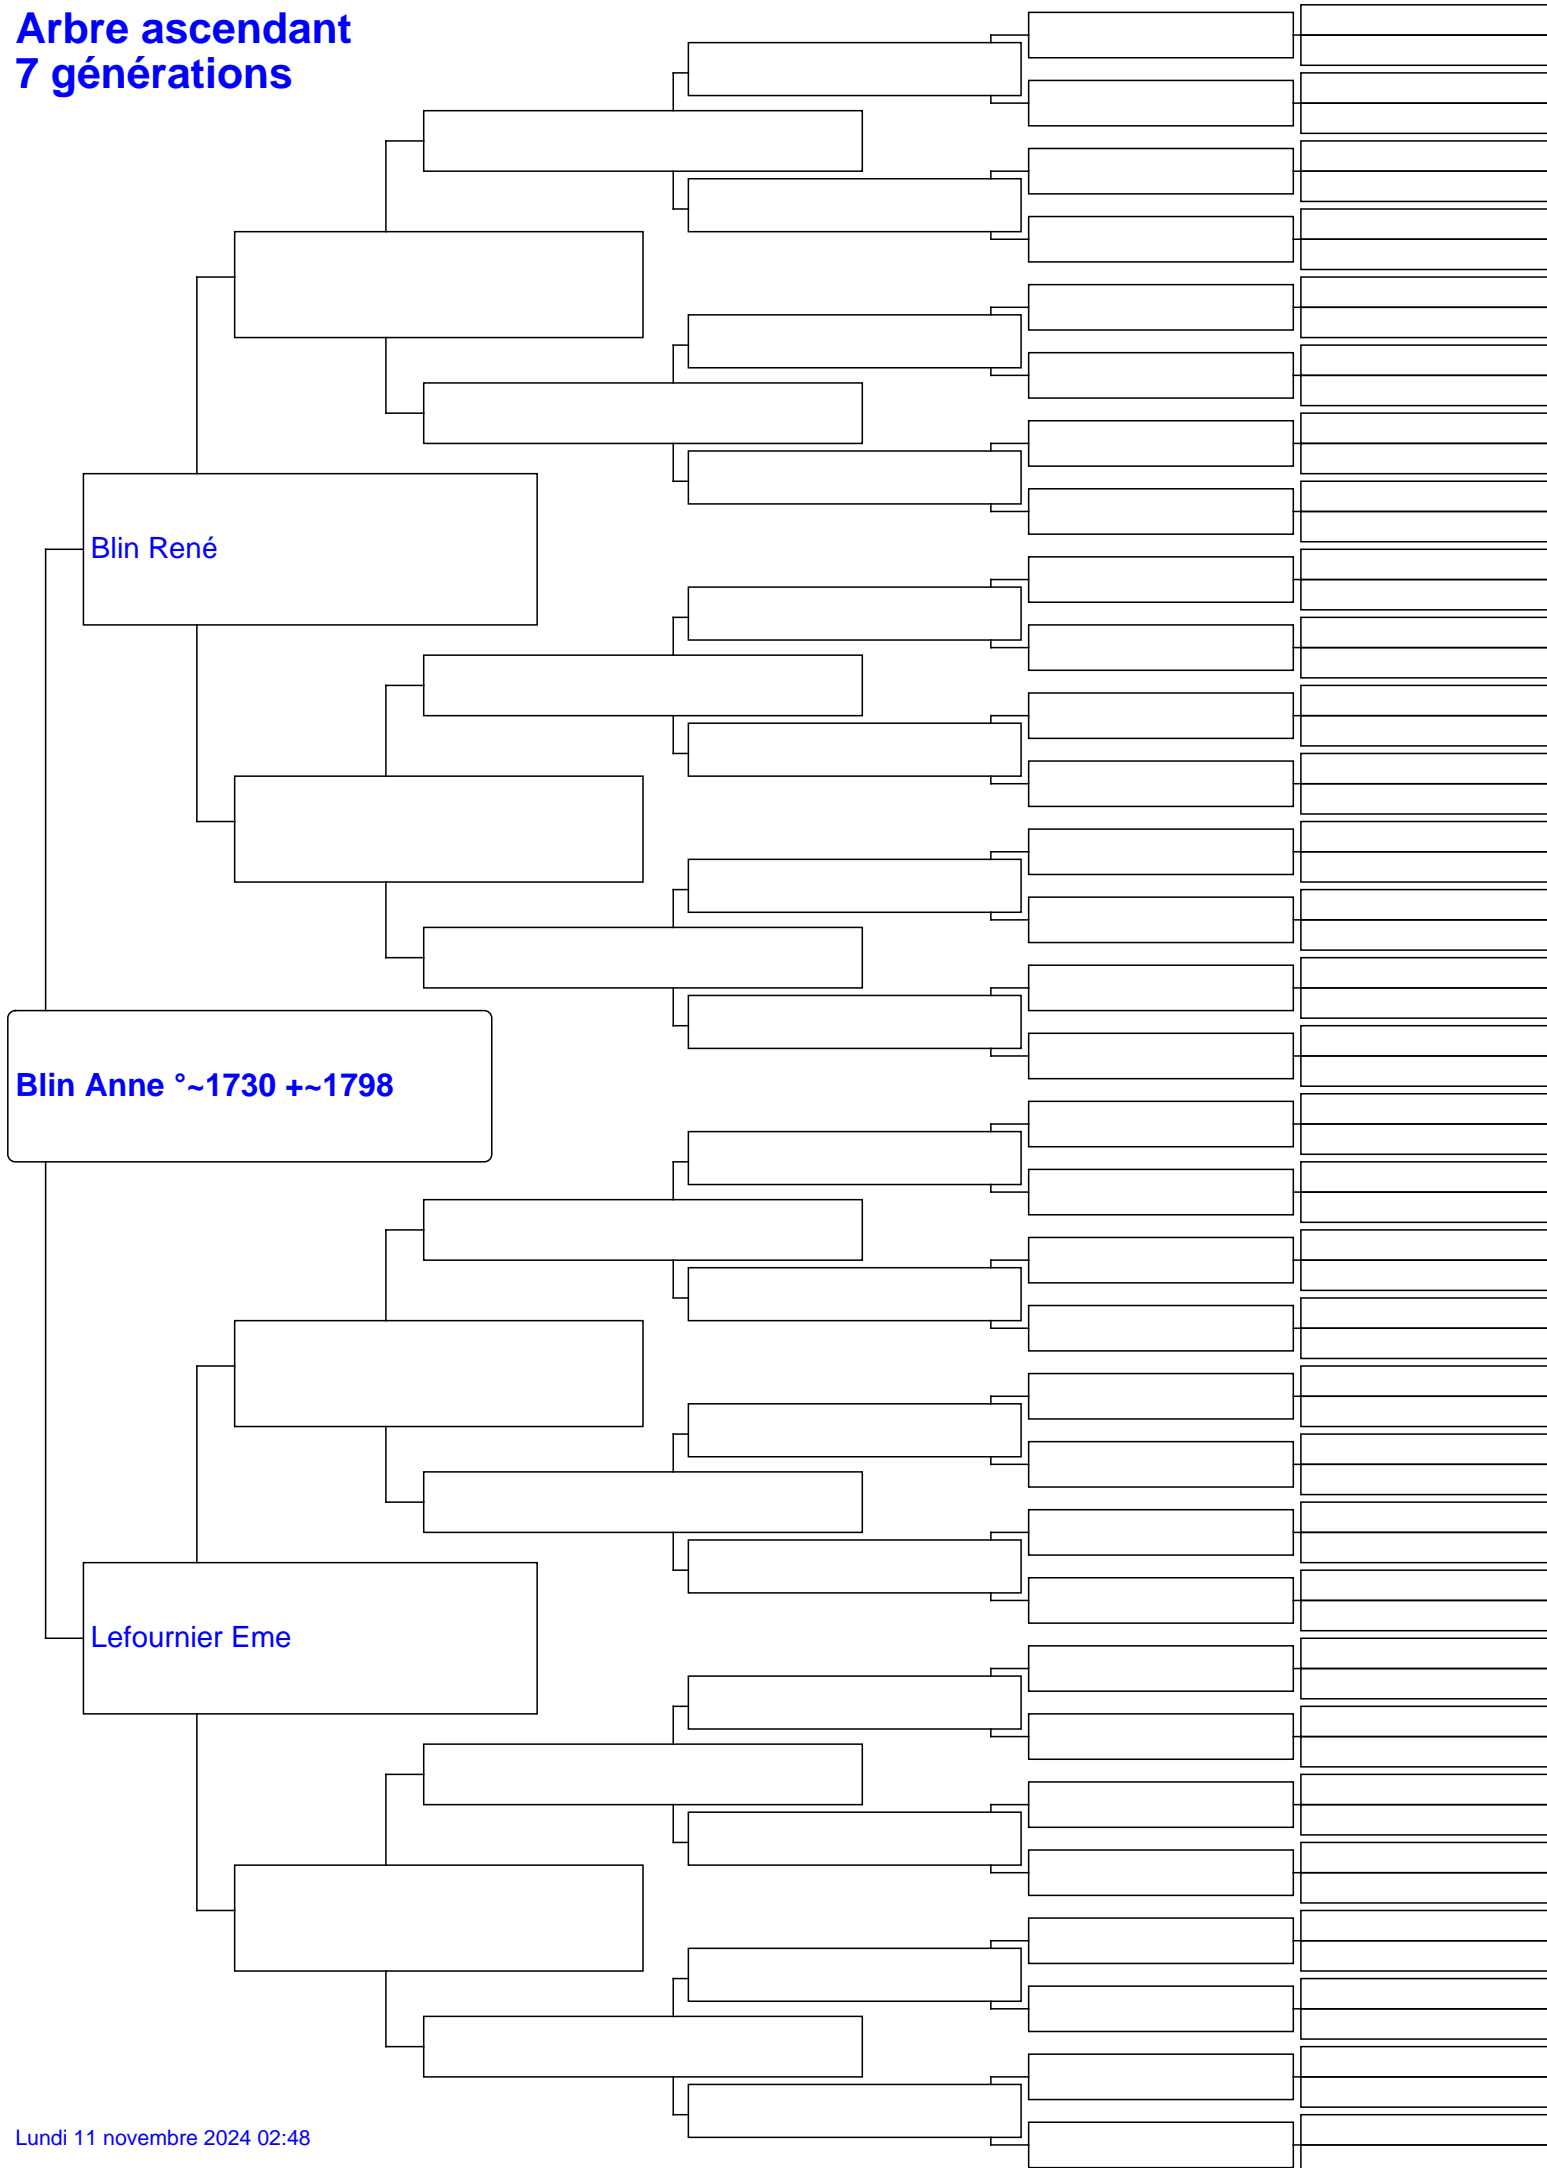 Arbre ascendant
7 générations
Blin René
Blin Anne °~1730 +~1798
Lefournier Eme
Lundi 11 novembre 2024 02:48